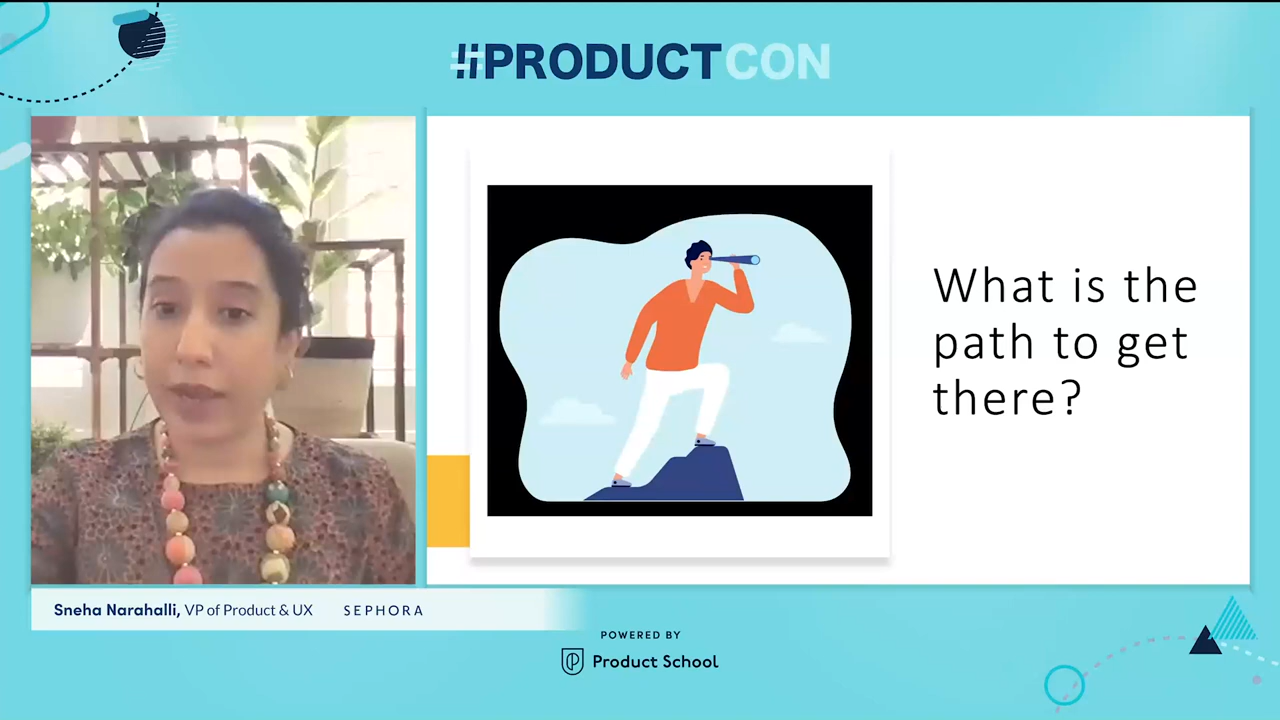 #PRODUCTCON
What is the
path to get
there?
Sneha Narahalli, VP of Product & UX SEPHORA
POWERED BY
Product School